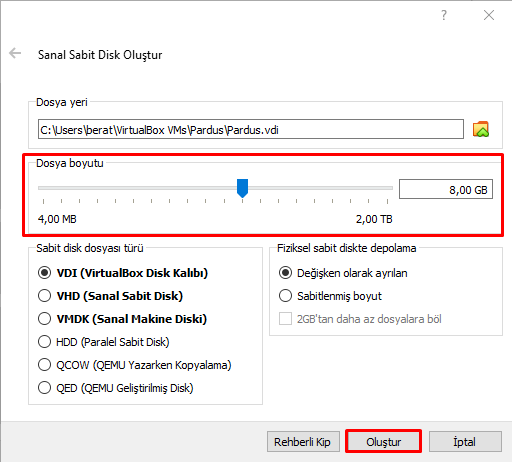 ?
Sanal Sabit Disk Oluştur
Dosya yeri
C:\Users\berat\VirtualBox VMs\Pardus\Pardus.vdi
Dosya boyutu
8,00 GB
4,00 MB 2,00 TB
Sabit disk dosyası türü
VDI (VirtualBox Disk Kalıbı)
VHD (Sanal Sabit Disk)
VMDK (Sanal Makine Diski)
HDD (Paralel Sabit Disk)
QCOW (QEMU Yazarken Kopyalama)
QED (QEMU Geliştirilmiş Disk)
Fiziksel sabit diskte depolama
Değişken olarak ayrılan
Sabitlenmiş boyut
2GB'tan daha az dosyalara böl
Rehberli Kip Oluştur İptal